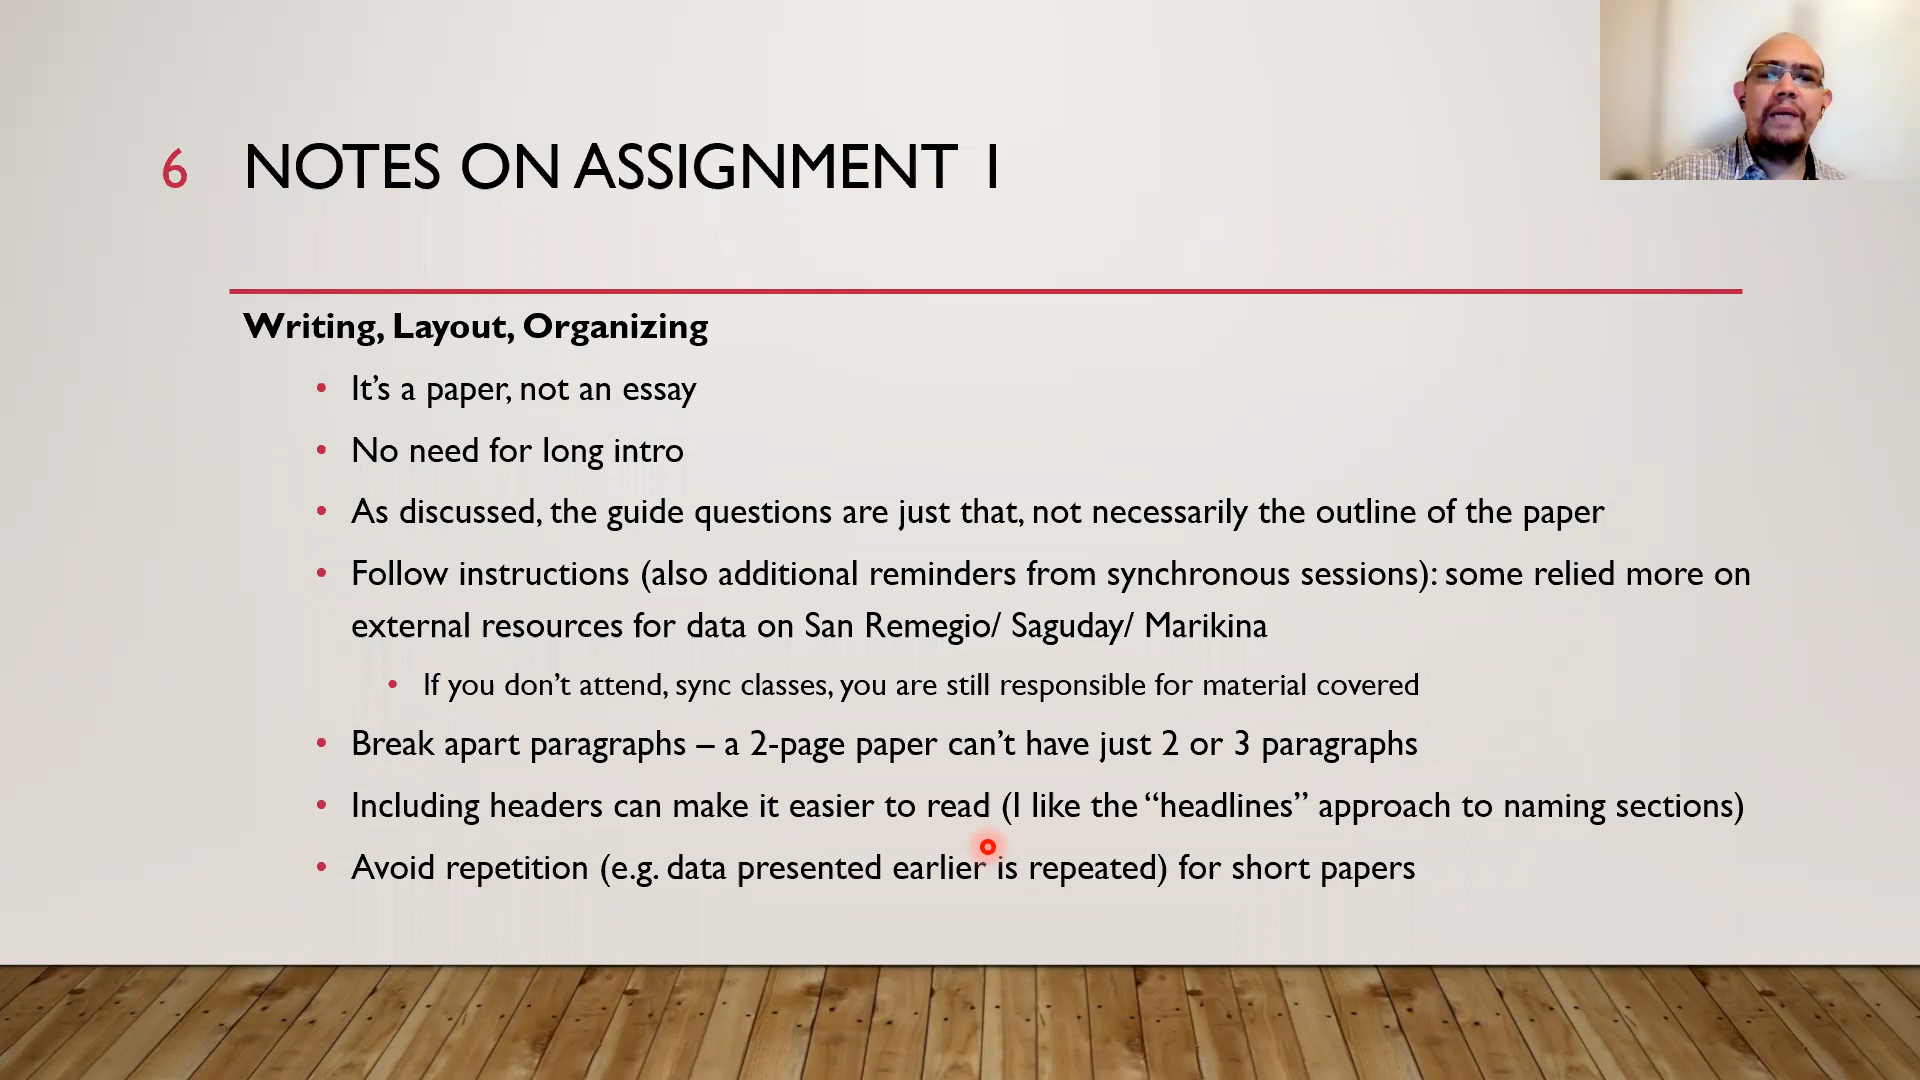 6 NOTES ON ASSIGNMENT 1
Writing, Layout, Organizing
• It’s a paper, not an essay
• No need for long intro
• As discussed, the guide questions are just that, not necessarily the outline of the paper
• Follow instructions (also additional reminders from synchronous sessions): some relied more on
external resources for data on San Remegio/ Saguday/ Marikina
• If you don’t attend, sync classes, you are still responsible for material covered
• Break apart paragraphs – a 2-page paper can’t have just 2 or 3 paragraphs
• Including headers can make it easier to read (I like the “headlines” approach to naming sections)
• Avoid repetition (e.g. data presented earlier is repeated) for short papers